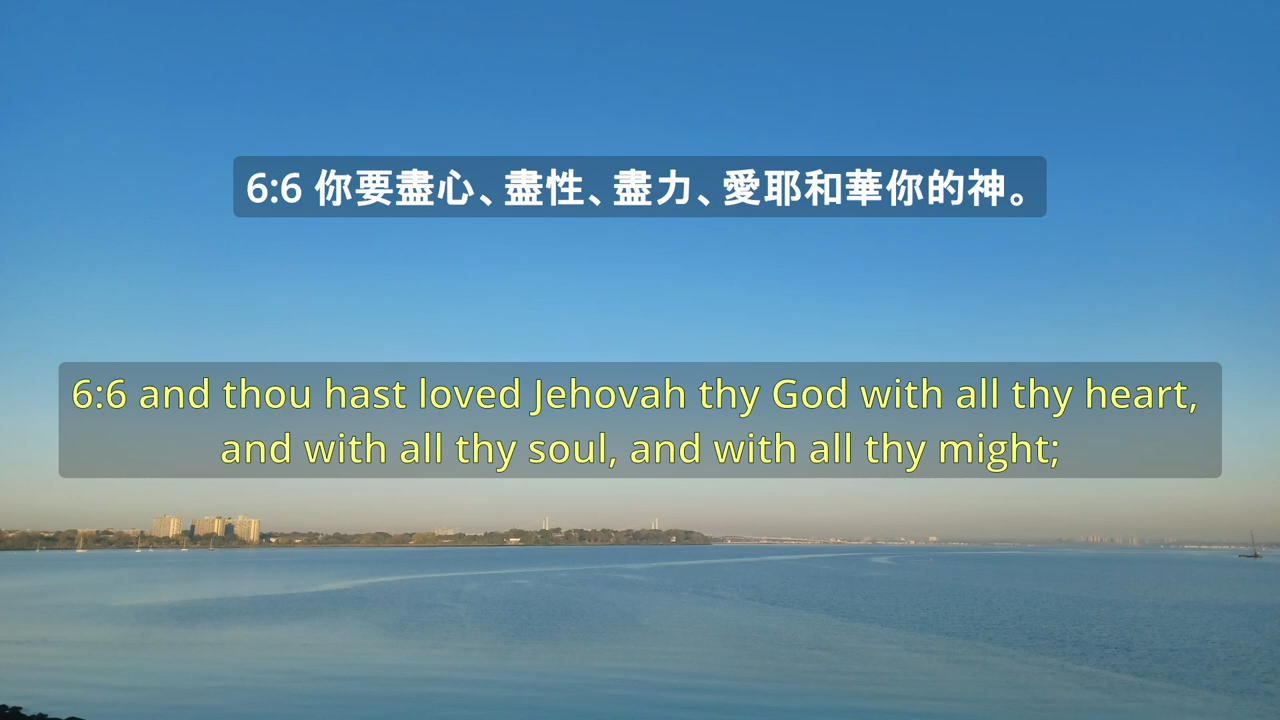 6:6 你要盡心、盡性、盡力、愛耶和華你的神。
6:6 and thou hast loved Jehovah thy God with all thy heart,
and with all thy soul, and with all thy might;